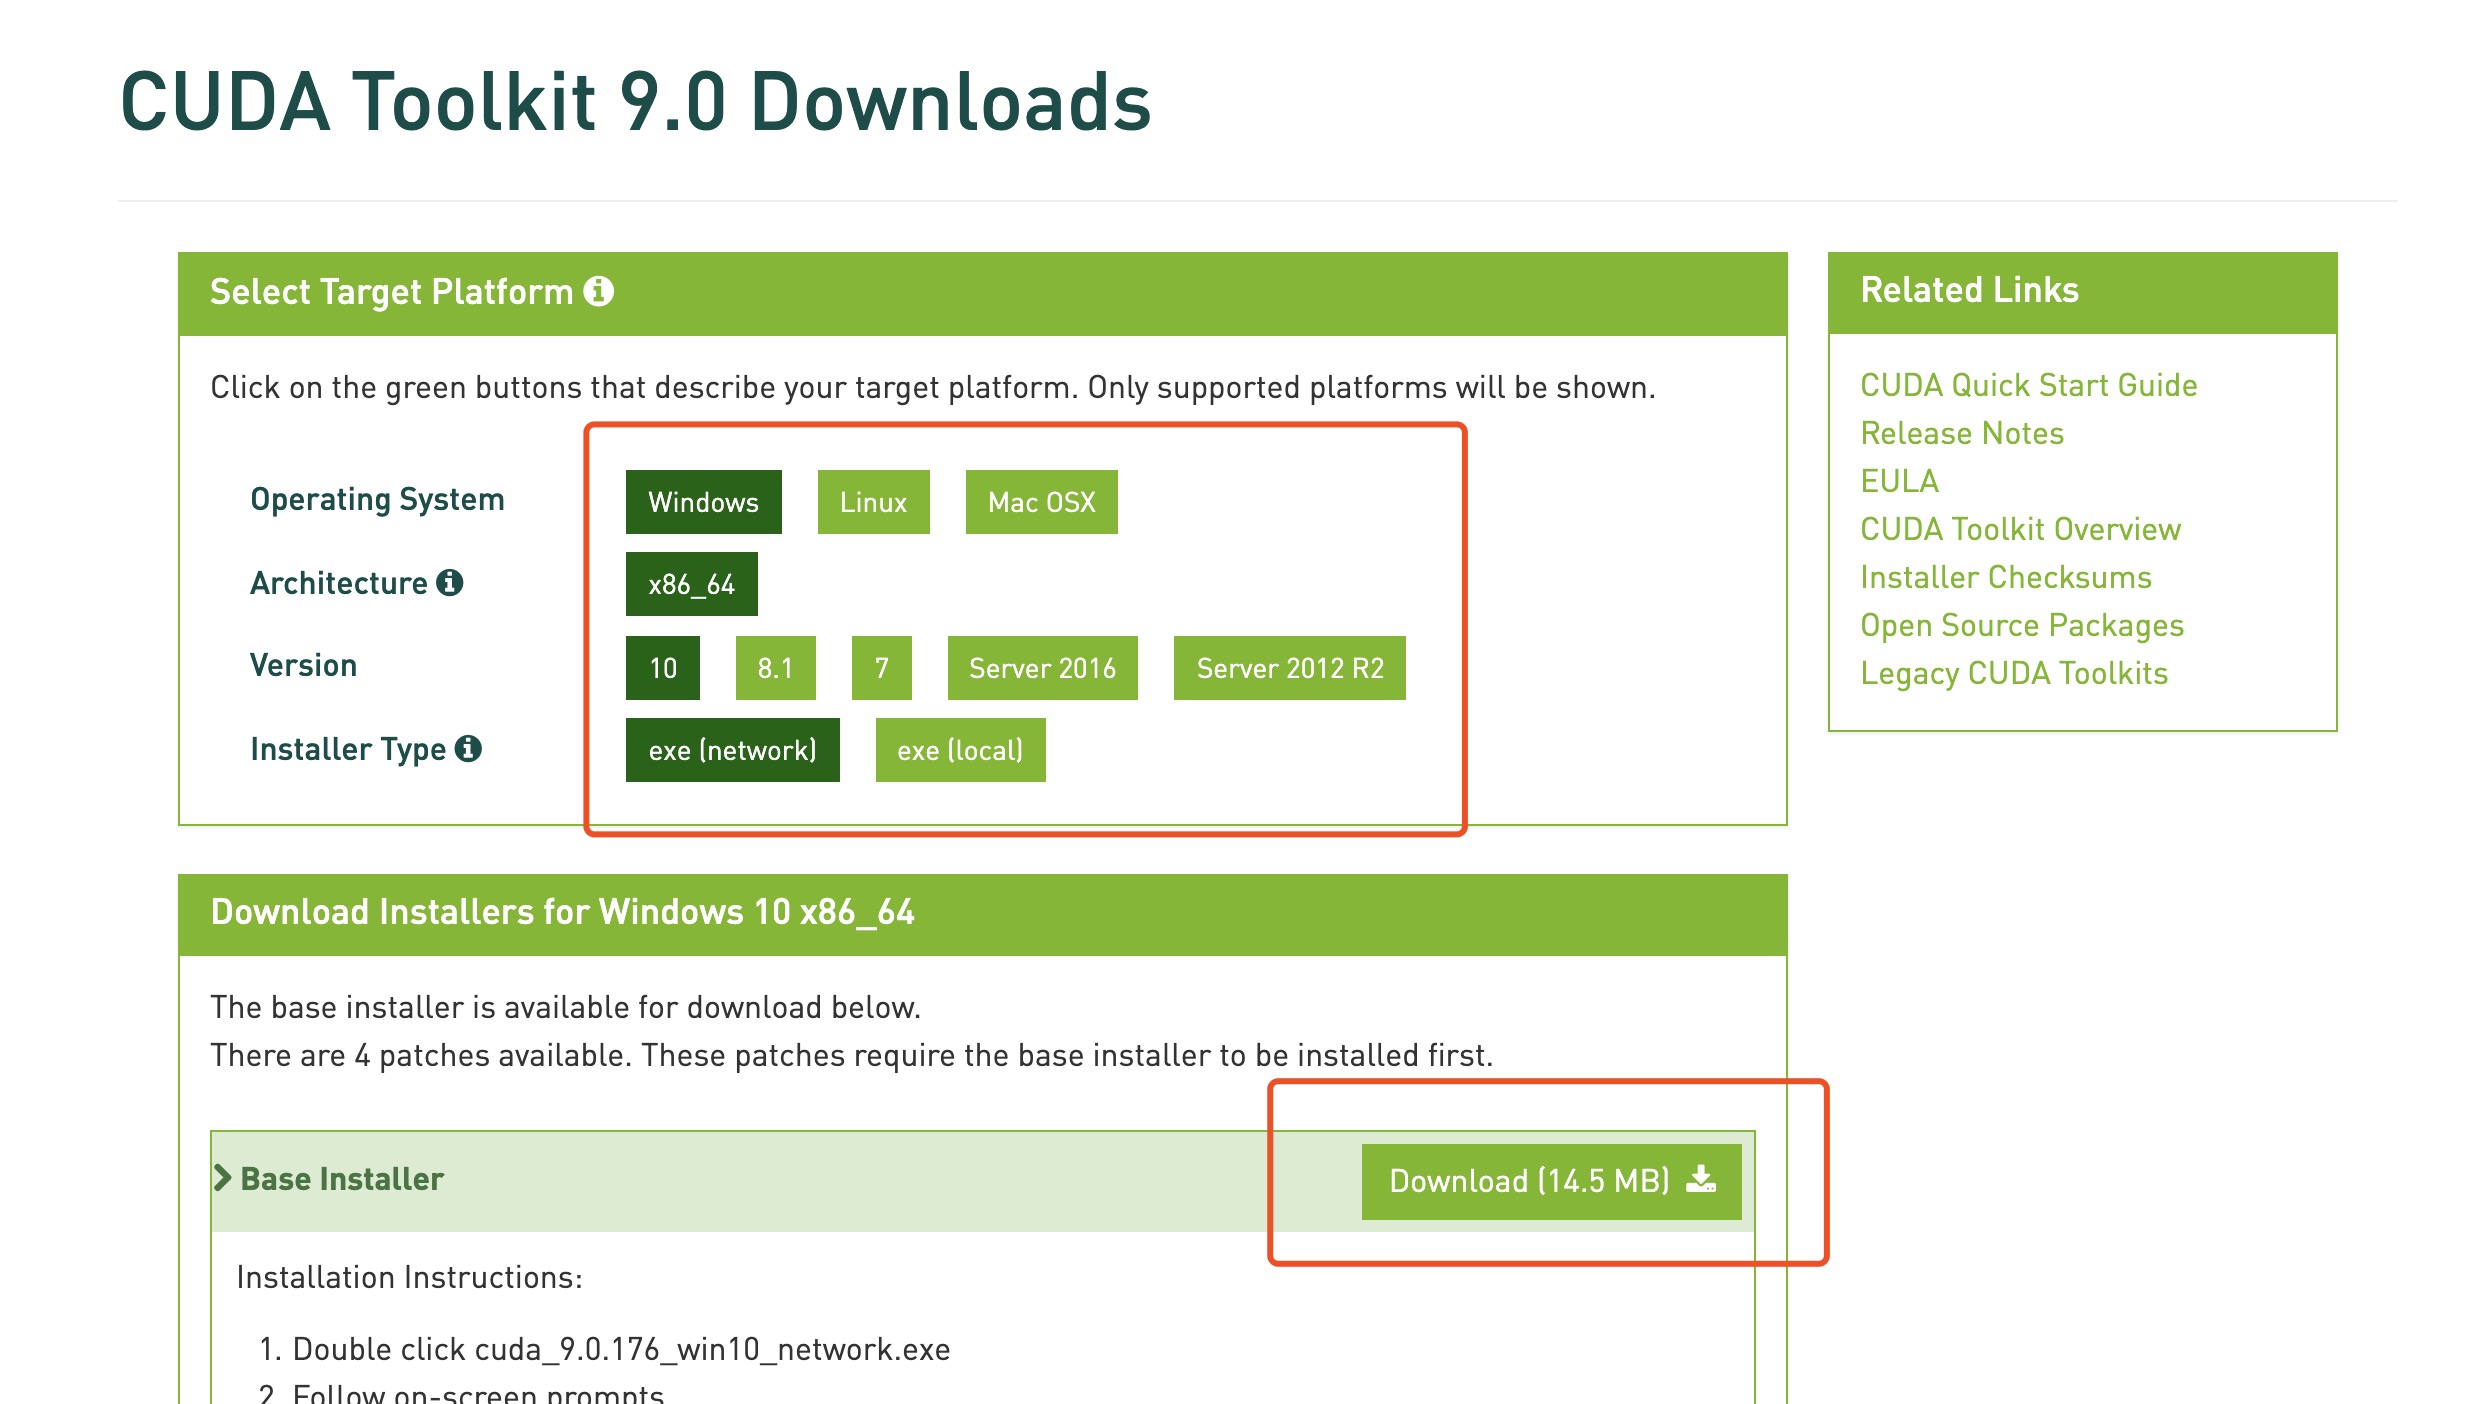 CUDA Toolkit 9.0 Downloads
Select Target Platform
Click on the green buttons that describe your target platform. Only supported platforms will be shown.
Operating System Windows Linux Mac OSX
Architecture x86_64
Version 10 8.1 7 Server 2016 Server 2012 R2
Installer Type exe (network) exe (local)
Related Links
CUDA Quick Start Guide
Release Notes
EULA
CUDA Toolkit Overview
Installer Checksums
Open Source Packages
Legacy CUDA Toolkits
Download Installers for Windows 10 x86_64
The base installer is available for download below.
There are 4 patches available. These patches require the base installer to be installed first.
Base Installer Download (14.5 MB)
Installation Instructions:
1. Double click cuda_9.0.176_win10_network.exe
2. Follow on-screen prompts